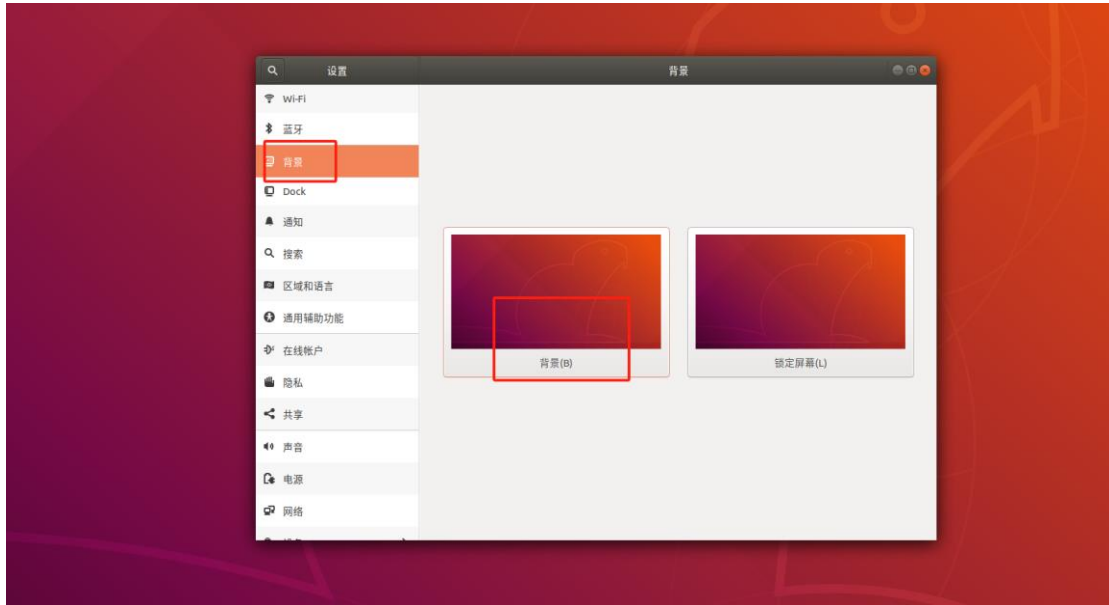 设置
背景
Wi-Fi
蓝牙
背景
Dock
通知
搜索
区域和语言
通用辅助功能
在线帐户
隐私
共享
声音
电源
网络
背景(B)
锁定屏幕(L)